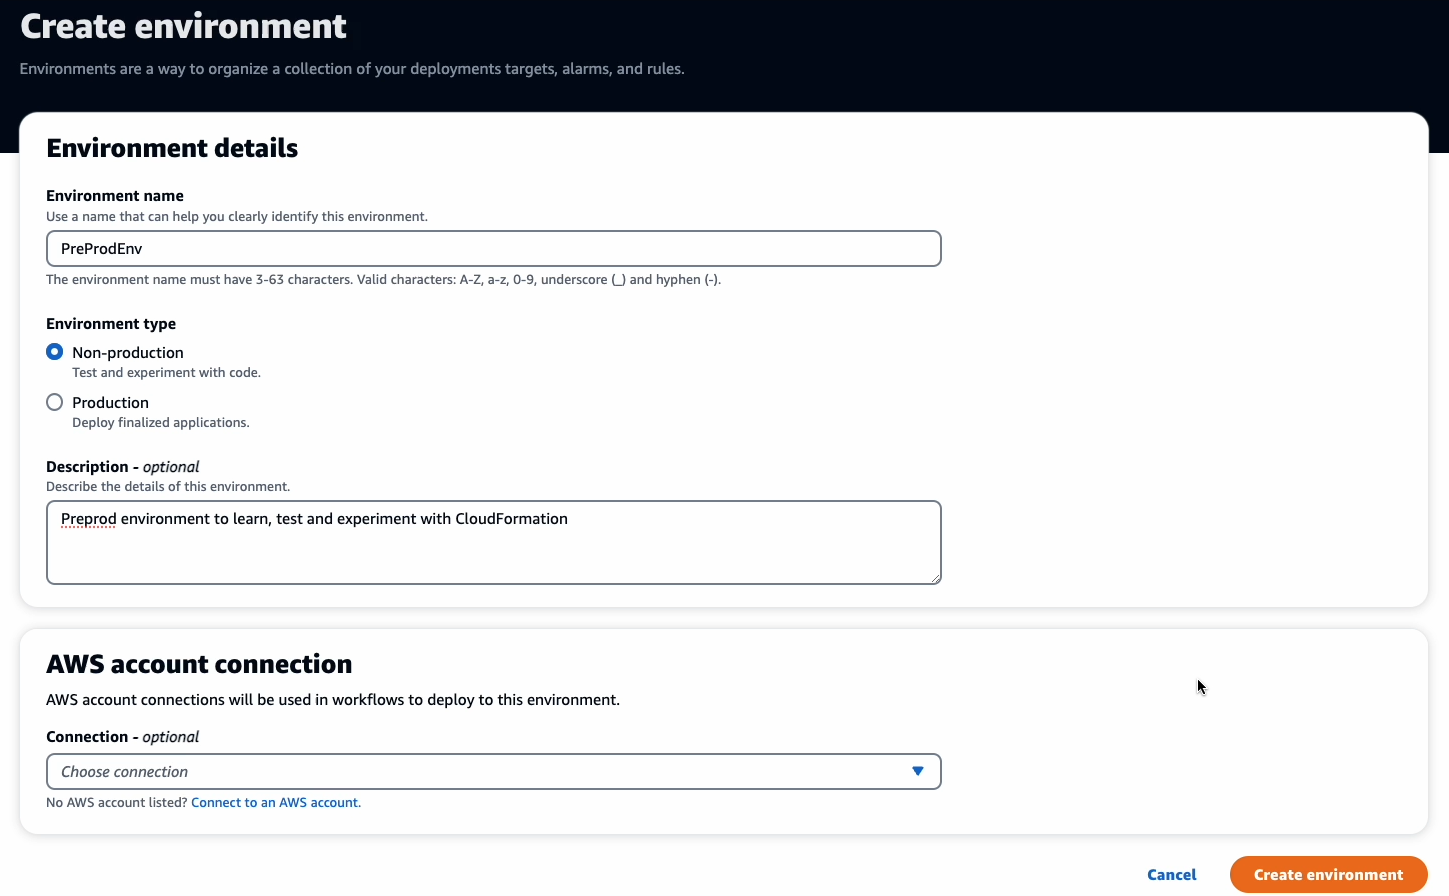 Create environment
Environments are a way to organize a collection of your deployments targets, alarms, and rules.
Environment details
Environment name
Use a name that can help you clearly identify this environment.
PreProdEnv
The environment name must have 3-63 characters. Valid characters: A-Z, a-z, 0-9, underscore (_) and hyphen (-).
Environment type
Non-production
Test and experiment with code.
Production
Deploy finalized applications.
Description - optional
Describe the details of this environment.
Preprod environment to learn, test and experiment with CloudFormation
AWS account connection
AWS account connections will be used in workflows to deploy to this environment.
Connection - optional
Choose connection
No AWS account listed? Connect to an AWS account.
Cancel
Create environment